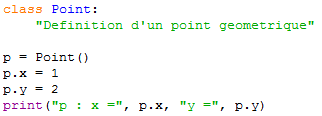 class Point:
    "Definition d'un point geometrique"
p = Point()
p.x = 1
p.y = 2
print("p : x =", p.x, "y =", p.y)